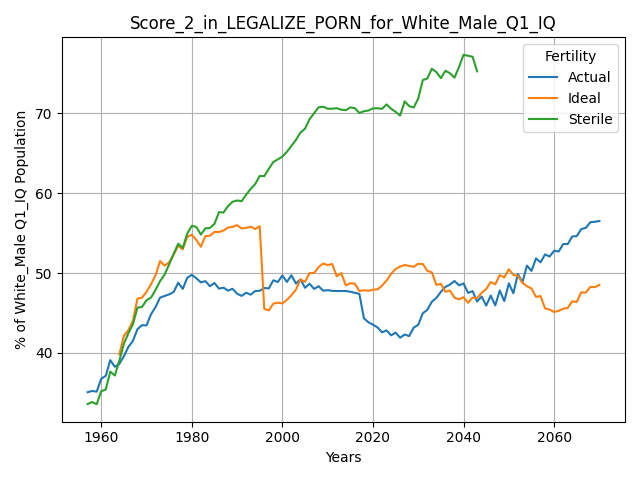 Score_2_in_LEGALIZE_PORN_for_White_Male_Q1_IQ
Fertility
Actual
Ideal
Sterile
% of White_Male Q1_IQ Population
70
60
50
40
1960 1980 2000 2020 2040 2060
Years